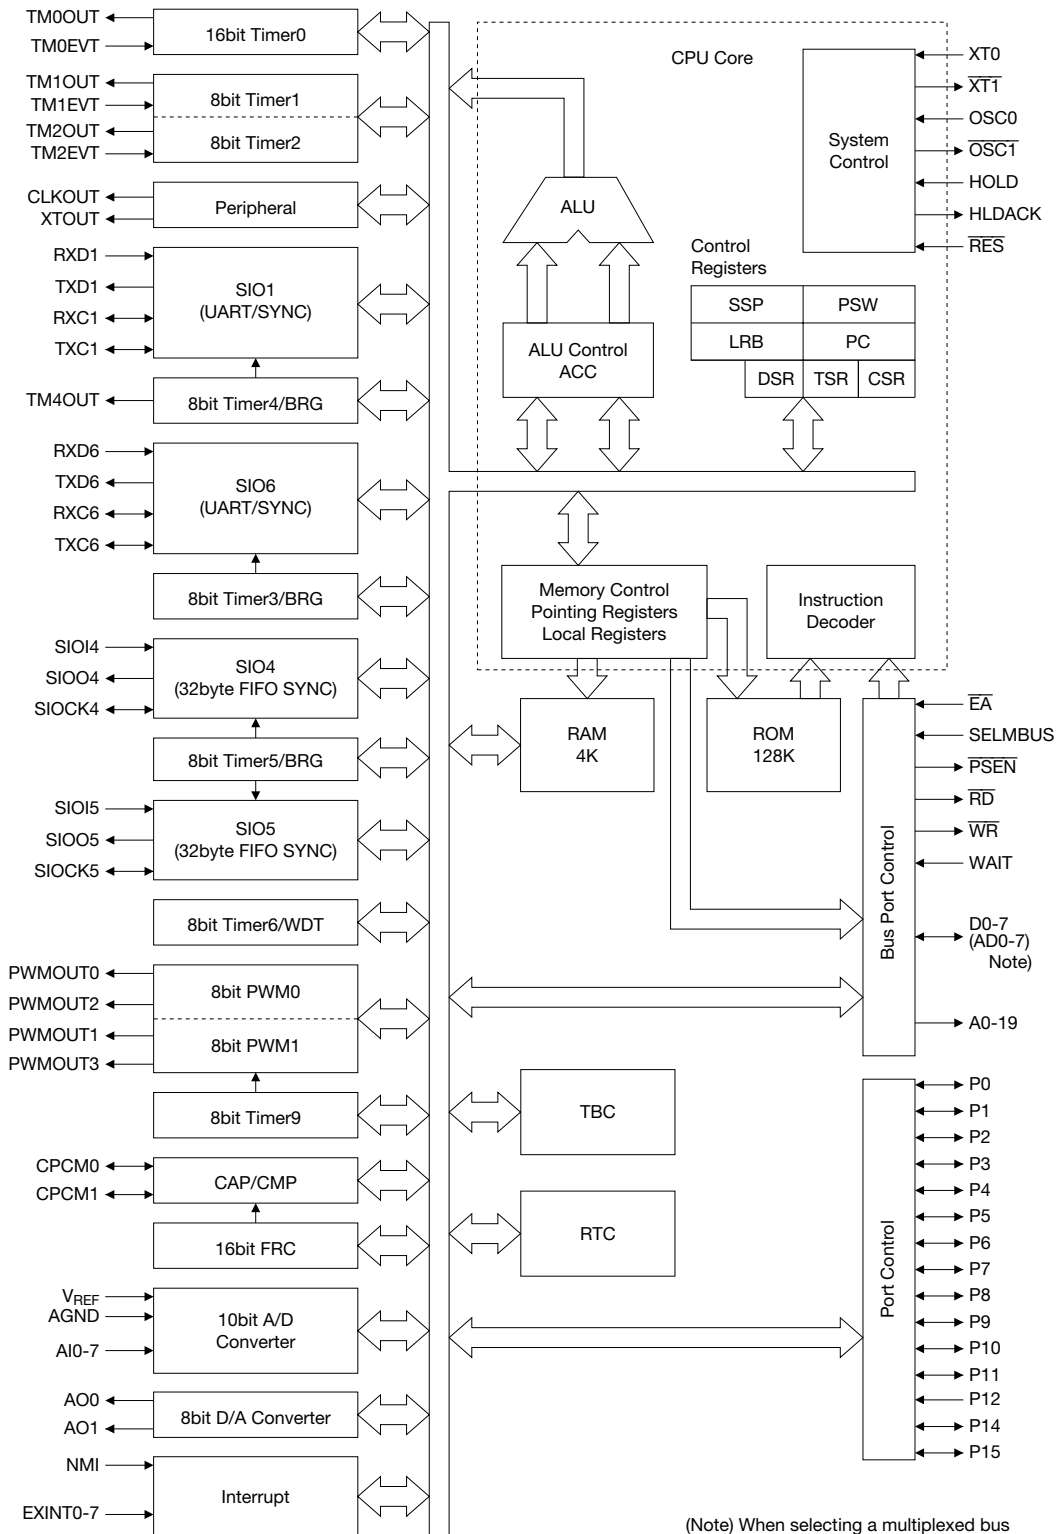 TM0OUT
TM0EVT
16bit Timer0
TM1OUT
TM1EVT
TM2OUT
TM2EVT
8bit Timer1
8bit Timer2
CLKOUT
XTOUT
Peripheral
RXD1
TXD1
RXC1
TXC1
SIO1
(UART/SYNC)
TM4OUT
8bit Timer4/BRG
RXD6
TXD6
RXC6
TXC6
SIO6
(UART/SYNC)
8bit Timer3/BRG
SIOI4
SIOO4
SIOCK4
SIO4
(32byte FIFO SYNC)
8bit Timer5/BRG
SIOI5
SIOO5
SIOCK5
SIO5
(32byte FIFO SYNC)
8bit Timer6/WDT
PWMOUT0
PWMOUT2
PWMOUT1
PWMOUT3
8bit PWM0
8bit PWM1
8bit Timer9
CPCM0
CPCM1
CAP/CMP
16bit FRC
VREF
AGND
AI0-7
10bit A/D
Converter
AO0
AO1
8bit D/A Converter
NMI
EXINT0-7
Interrupt
CPU Core
System
Control
XT0
X̅T̅1̅
OSC0
O̅S̅C̅1̅
HOLD
HLDACK
R̅E̅S̅
ALU
ALU Control
ACC
Control
Registers
SSP
PSW
LRB
PC
DSR
TSR
CSR
Memory Control
Pointing Registers
Local Registers
Instruction
Decoder
RAM
4K
ROM
128K
Bus Port Control
E̅A̅
SELMBUS
P̅S̅E̅N̅
R̅D̅
W̅R̅
WAIT
D0-7
(AD0-7)
Note)
A0-19
TBC
RTC
Port Control
P0
P1
P2
P3
P4
P5
P6
P7
P8
P9
P10
P11
P12
P14
P15
(Note) When selecting a multiplexed bus